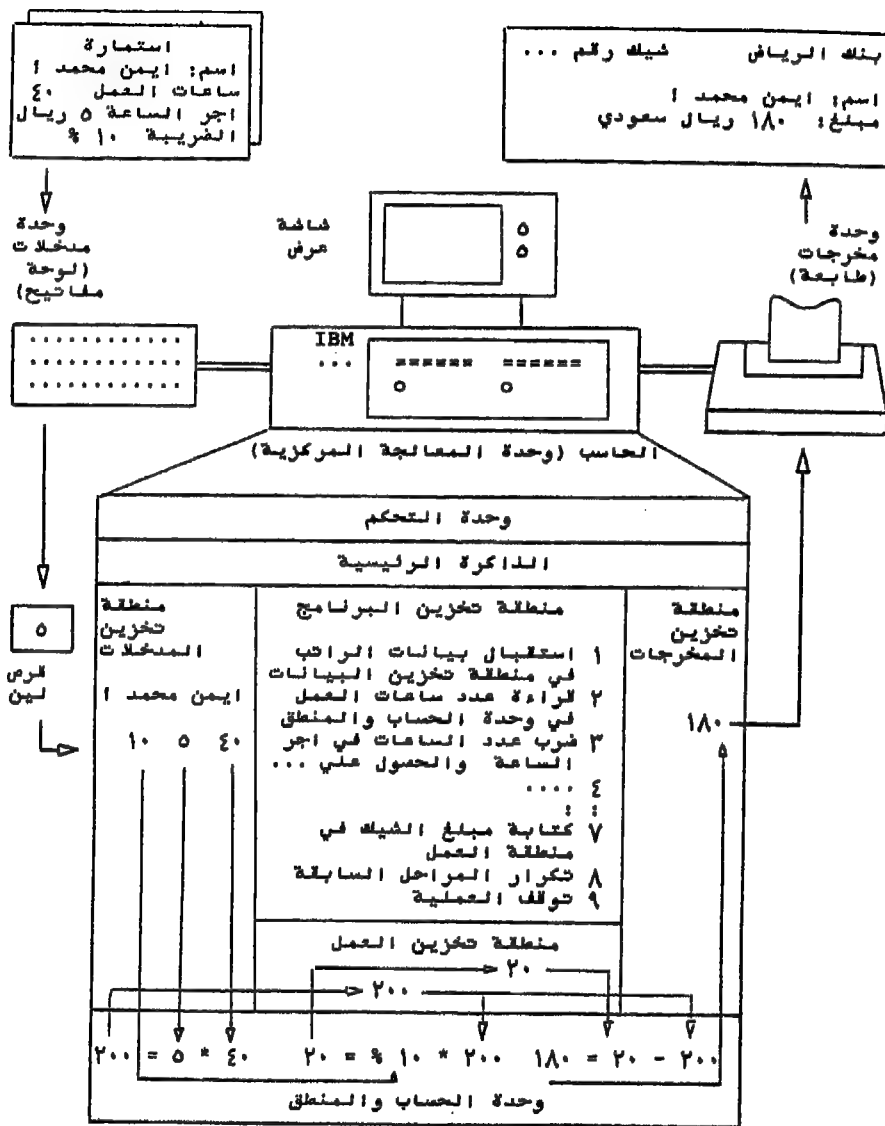 استمارة
اسم: ايمن محمد ا
ساعات العمل ٤٠
اجر الساعة ٥ ريال
الضريبة ١٠ %
بنك الرياض شيك رقم ...
اسم: ايمن محمد ا
مبلغ: ١٨٠ ريال سعودي
وحدة
مدخلات
(لوحة
مفاتيح)
شاشة
عرض
وحدة
مخرجات
(طابعة)
IBM
...
الحاسب (وحدة المعالجة المركزية)
وحدة التحكم
الذاكرة الرئيسية
منطقة
تخزين
المدخلات
ايمن محمد ا
٤٠ ٥ ١٠
قرص
لين
منطقة تخزين البرنامج
١ استقبال بيانات الراتب
في منطقة تخزين البيانات
٢ قراءة عدد ساعات العمل
في وحدة الحساب والمنطق
٣ ضرب عدد الساعات في اجر
الساعة والحصول علي ...
٤ ....
: :
٧ كتابة مبلغ الشيك في
منطقة العمل
٨ تكرار المراحل السابقة
٩ توقف العملية
منطقة
تخزين
المخرجات
١٨٠
منطقة تخزين العمل
٢٠
٢٠٠
٤٠ * ٥ = ٢٠٠
٢٠٠ * ١٠ % = ٢٠
٢٠٠ - ٢٠ = ١٨٠
وحدة الحساب والمنطق